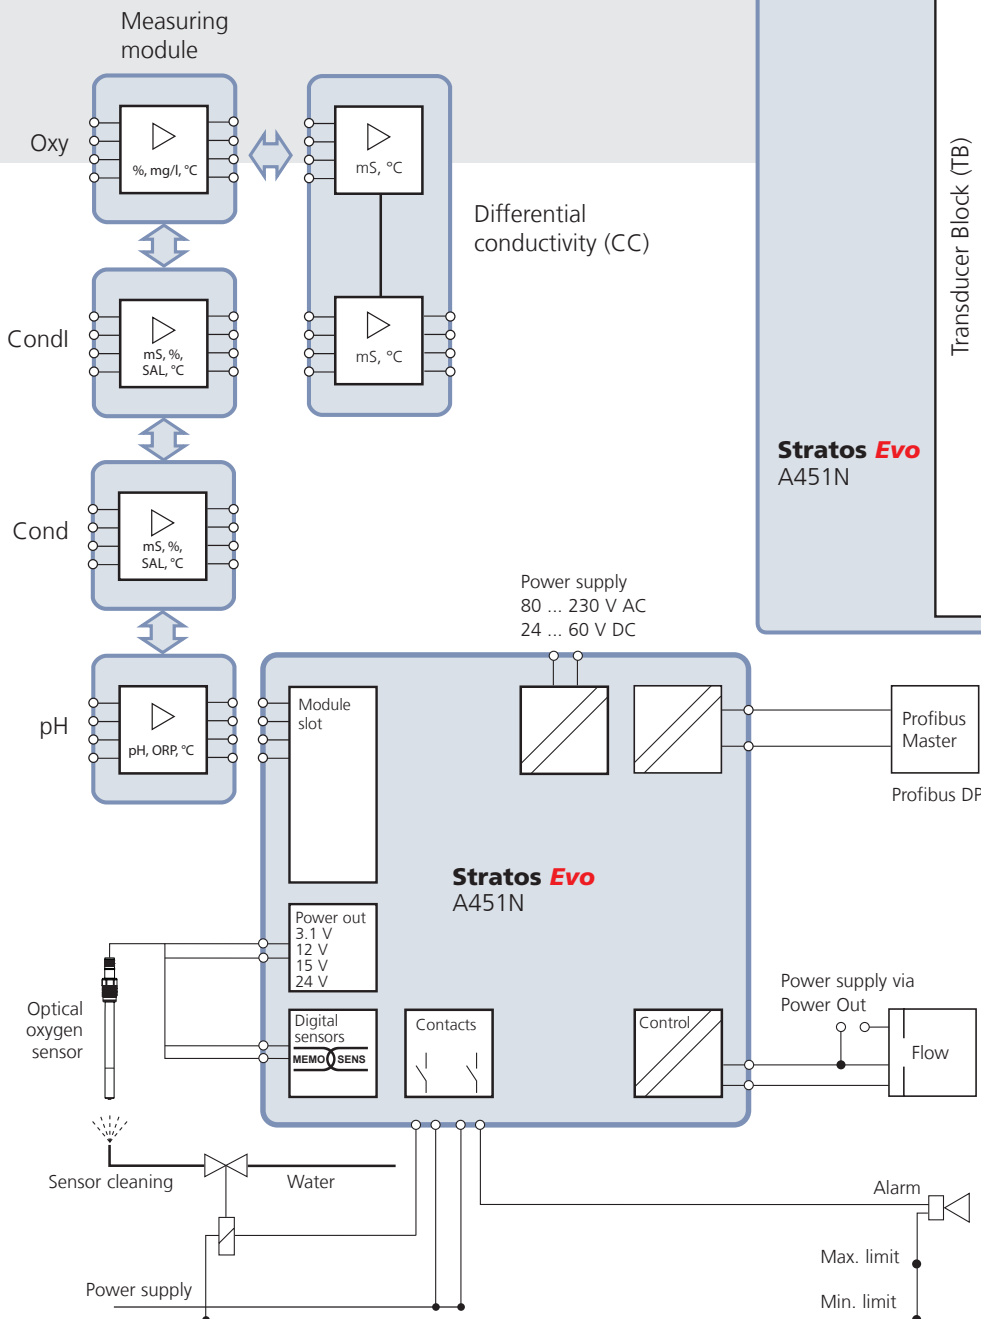 Measuring
module
Oxy
%, mg/l, °C
mS, °C
Differential
conductivity (CC)
Transducer Block (TB)
CondI
mS, %,
SAL, °C
mS, °C
Stratos Evo
A451N
Cond
mS, %,
SAL, °C
Power supply
80 ... 230 V AC
24 ... 60 V DC
pH
pH, ORP, °C
Module
slot
Profibus
Master
Profibus DP
Stratos Evo
A451N
Power out
3.1 V
12 V
15 V
24 V
Optical
oxygen
sensor
Digital
sensors
MEMO SENS
Contacts
Control
Power supply via
Power Out
Flow
Sensor cleaning
Water
Alarm
Max. limit
Power supply
Min. limit